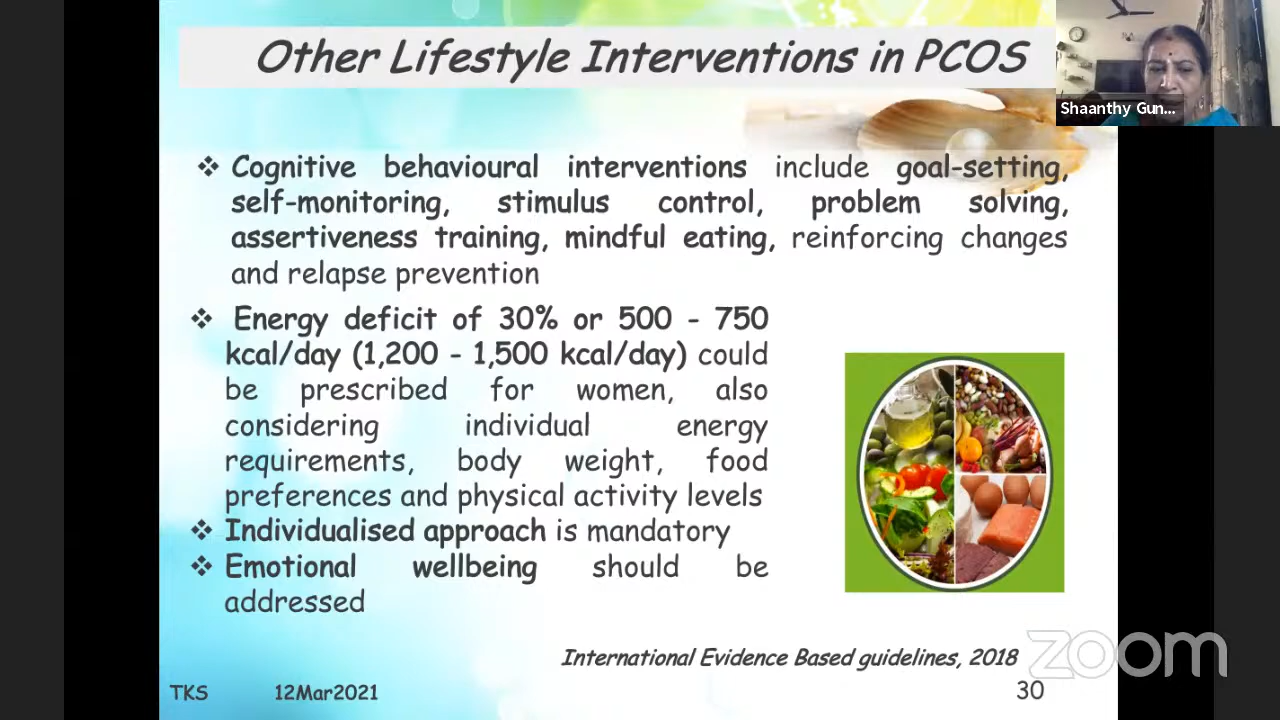 Other Lifestyle Interventions in PCOS
Shaanthy Gun...
❖ Cognitive behavioural interventions include goal-setting,
self-monitoring, stimulus control, problem solving,
assertiveness training, mindful eating, reinforcing changes
and relapse prevention
❖ Energy deficit of 30% or 500 - 750
kcal/day (1,200 - 1,500 kcal/day) could
be prescribed for women, also
considering individual energy
requirements, body weight, food
preferences and physical activity levels
❖ Individualised approach is mandatory
❖ Emotional wellbeing should be
addressed
International Evidence Based guidelines, 2018
zoom
TKS 12Mar2021 30